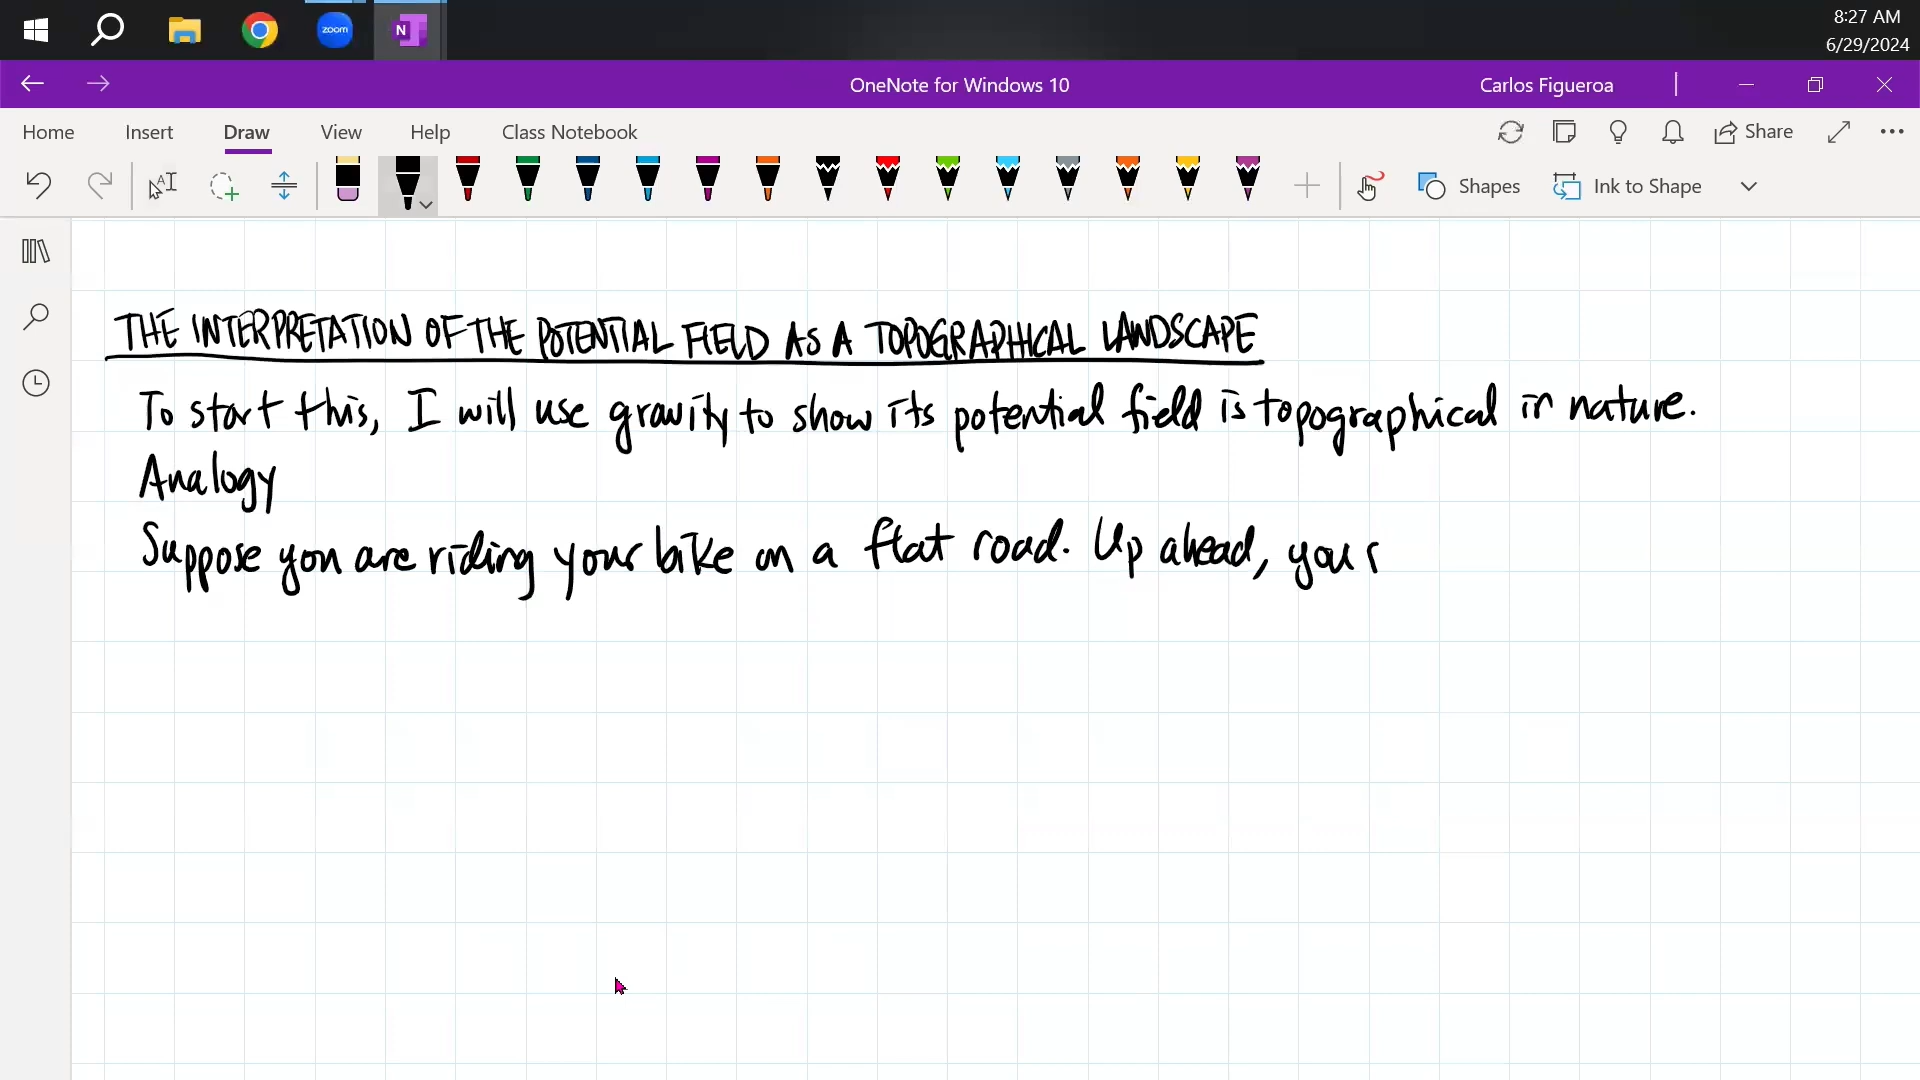 8:27 AM
zoom
N
6/29/2024
OneNote for Windows 10
Carlos Figueroa
Home Insert Draw View Help Class Notebook
Share
Shapes
Ink to Shape
THE INTERPRETATION OF THE POTENTIAL FIELD AS A TOPOGRAPHICAL LANDSCAPE
To start this, I will use gravity to show its potential field is topographical in nature.
Analogy
Suppose you are riding your bike on a flat road. Up ahead, your